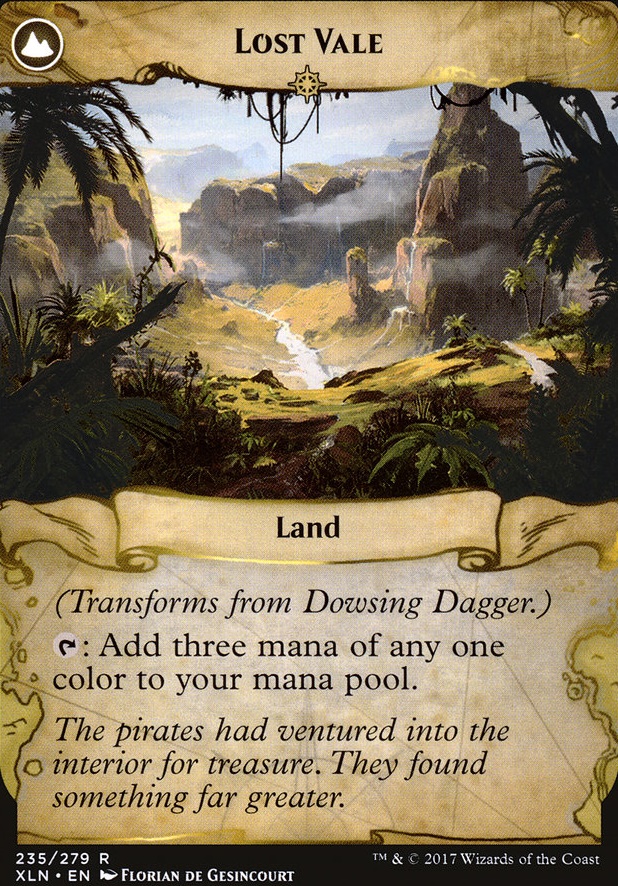 Lost Vale
Land
(Transforms from Dowsing Dagger.)
: Add three mana of any one
color to your mana pool.
The pirates had ventured into the
interior for treasure. They found
something far greater.
235/279 R
XLN • EN Florian de Gesincourt
™ & © 2017 Wizards of the Coast